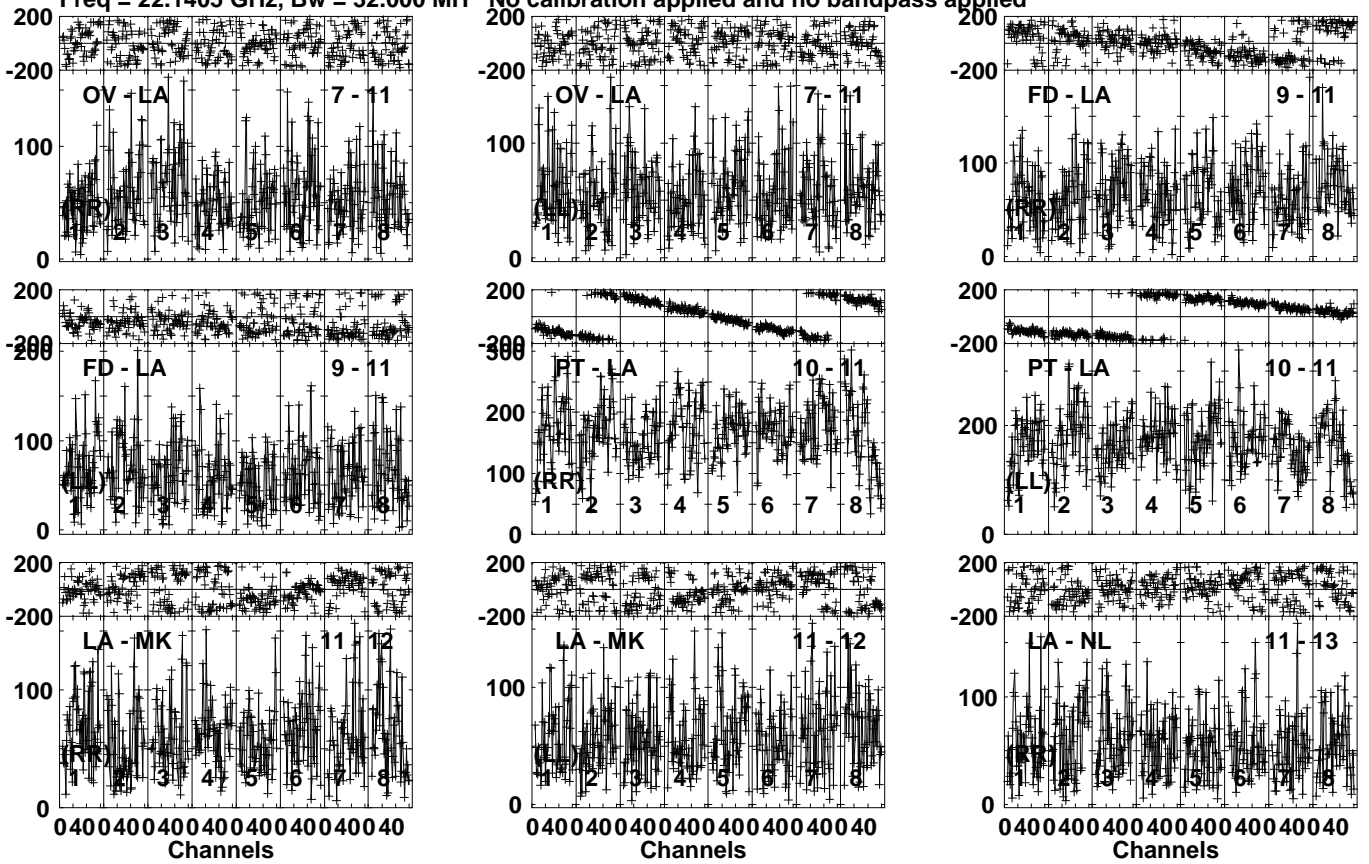 Freq = 22.1405 GHz, Bw = 32.000 MH No calibration applied and no bandpass applied
200 200 200
-200 -200 -200
OV - LA 7 - 11 OV - LA 7 - 11 FD - LA 9 - 11
100 100 100
(RR) (LL) (RR)
1 2 3 4 5 6 7 8 1 2 3 4 5 6 7 8 1 2 3 4 5 6 7 8
0 0 0
200 200 200
-200 -200 -200
200 300
FD - LA 9 - 11 PT - LA 10 - 11 PT - LA 10 - 11
200 200
100 100
(LL) (RR) (LL)
1 2 3 4 5 6 7 8 1 2 3 4 5 6 7 8 1 2 3 4 5 6 7 8
0 0 0
200 200 200
-200 -200 -200
LA - MK 11 - 12 LA - MK 11 - 12 LA - NL 11 - 13
100 100 100
(RR) (LL) (RR)
1 2 3 4 5 6 7 8 1 2 3 4 5 6 7 8 1 2 3 4 5 6 7 8
0 0 0
0 40 0 40 0 40 0 40 0 40 0 40 0 40 0 40 0 40 0 40 0 40 0 40 0 40 0 40 0 40 0 40 0 40 0 40 0 40 0 40 0 40 0 40 0 40 0 40
Channels Channels Channels